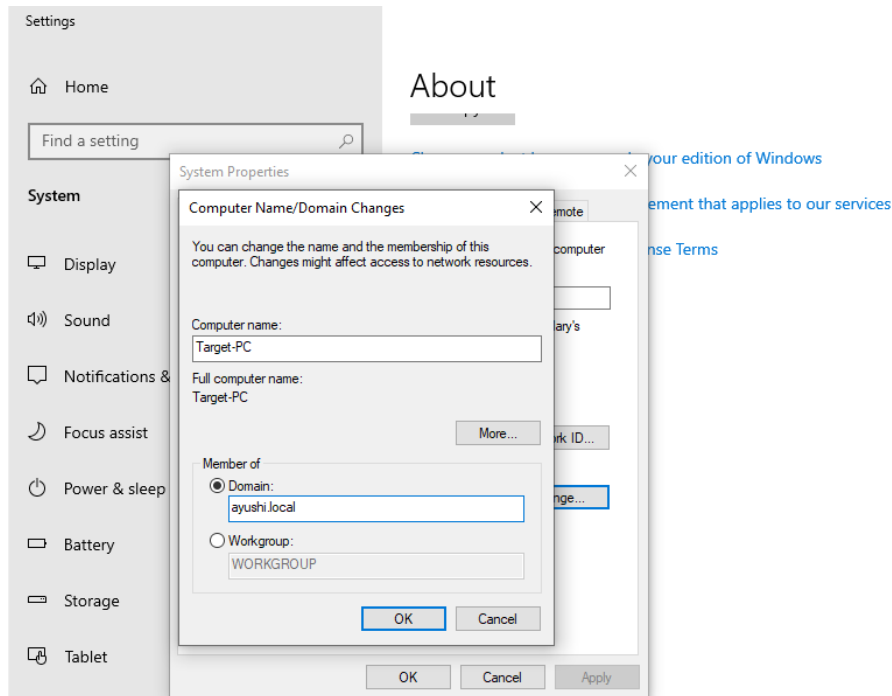 Settings
Home
Find a setting
System
Display
Sound
Notifications &
Focus assist
Power & sleep
Battery
Storage
Tablet
About
your edition of Windows
ement that applies to our services
nse Terms
System Properties
emote
computer
ary's
rk ID...
nge...
OK Cancel Apply
Computer Name/Domain Changes
You can change the name and the membership of this
computer. Changes might affect access to network resources.
Computer name:
Target-PC
Full computer name:
Target-PC
More...
Member of
Domain:
ayushi.local
Workgroup:
WORKGROUP
OK Cancel